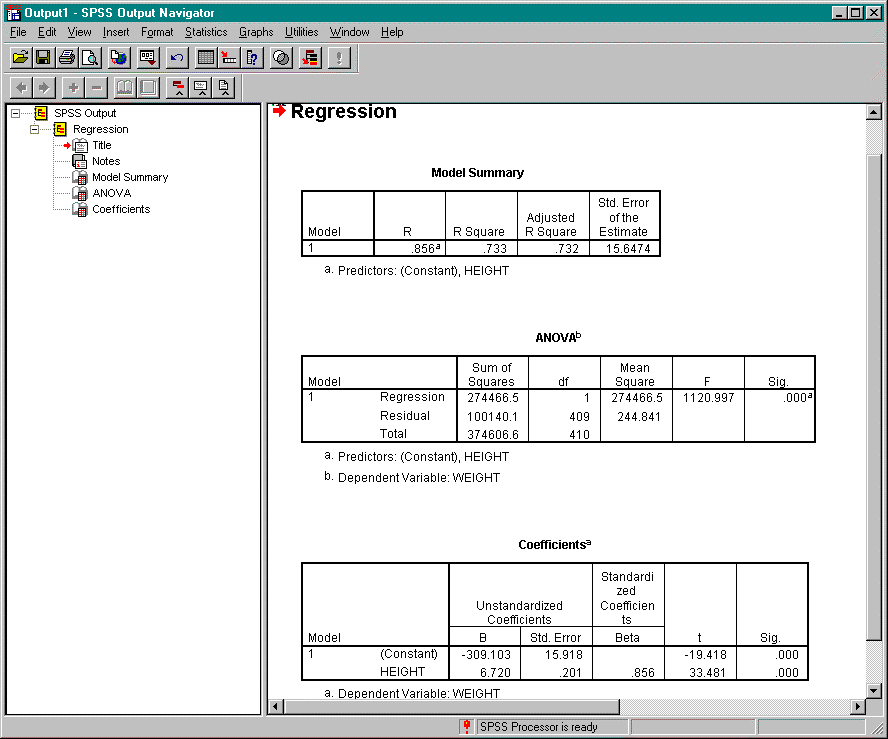 Output1 - SPSS Output Navigator
File Edit View Insert Format Statistics Graphs Utilities Window Help
SPSS Output
Regression
Title
Notes
Model Summary
ANOVA
Coefficients
Regression
Model Summary
Model R R Square Adjusted R Square Std. Error of the Estimate
1 .856a .733 .732 15.6474
a. Predictors: (Constant), HEIGHT
ANOVAb
Model Sum of Squares df Mean Square F Sig.
1 Regression 274466.5 1 274466.5 1120.997 .000a
Residual 100140.1 409 244.841
Total 374606.6 410
a. Predictors: (Constant), HEIGHT
b. Dependent Variable: WEIGHT
Coefficientsa
Unstandardized Coefficients Standardi zed Coefficien ts
Model B Std. Error Beta t Sig.
1 (Constant) -309.103 15.918 -19.418 .000
HEIGHT 6.720 .201 .856 33.481 .000
a. Dependent Variable: WEIGHT
SPSS Processor is ready